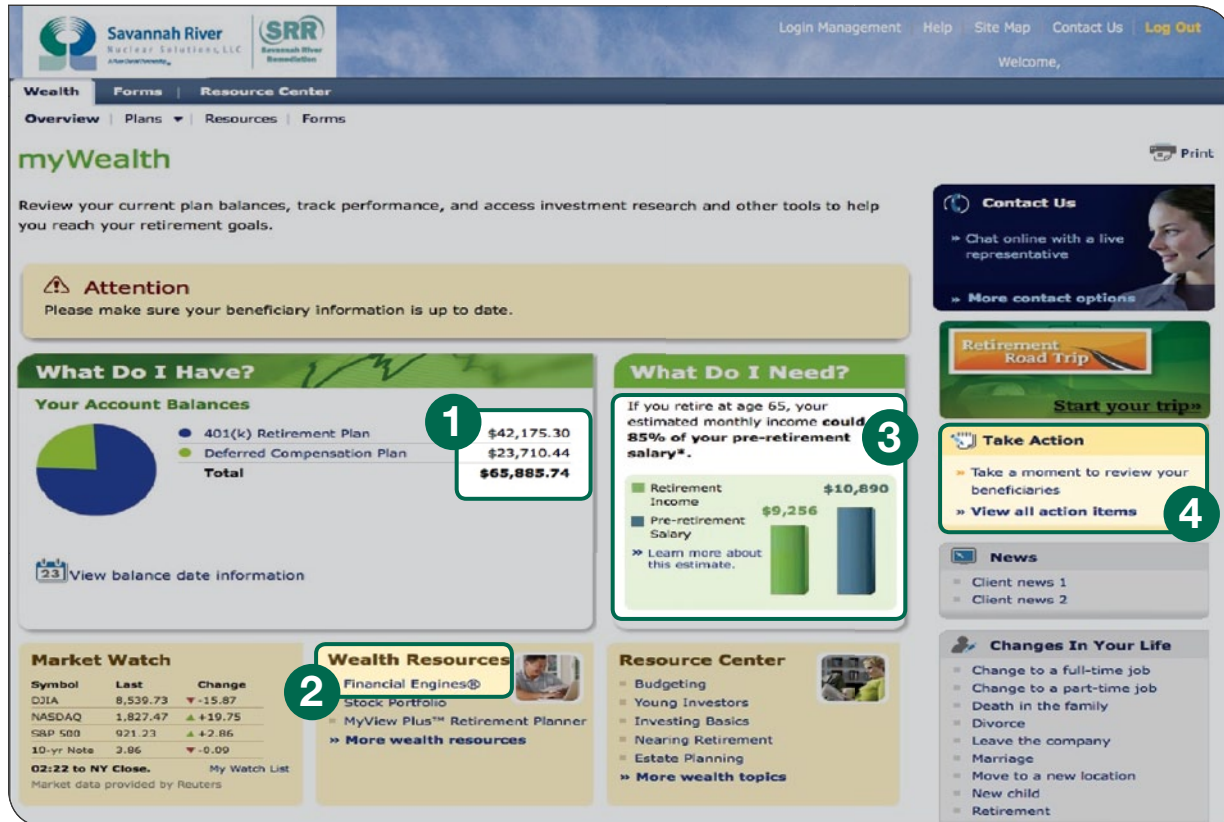 Savannah River
Nuclear Solutions, LLC
SRR
Savannah River
Remediation
Login Management Help Site Map Contact Us Log Out
Welcome,
Wealth Forms Resource Center
Overview Plans Resources Forms
myWealth
Print
Review your current plan balances, track performance, and access investment research and other tools to help
you reach your retirement goals.
Attention
Please make sure your beneficiary information is up to date.
What Do I Have?
Your Account Balances
1
401(k) Retirement Plan $42,175.30
Deferred Compensation Plan $23,710.44
Total $65,885.74
23 View balance date information
What Do I Need?
If you retire at age 65, your
estimated monthly income could
85% of your pre-retirement
salary*.
3
Retirement
Income
Pre-retirement
Salary
» Learn more about
this estimate.
$9,256
$10,890
Contact Us
» Chat online with a live
representative
» More contact options
Retirement
Road Trip
Start your trip»
Take Action
» Take a moment to review your
beneficiaries
» View all action items
4
News
Client news 1
Client news 2
Changes In Your Life
Change to a full-time job
Change to a part-time job
Death in the family
Divorce
Leave the company
Marriage
Move to a new location
New child
Retirement
Market Watch
Symbol Last Change
DJIA 8,539.73 ▼ -15.87
NASDAQ 1,827.47 ▲ +19.75
S&P 500 921.23 ▲ +2.86
10-yr Note 3.86 ▼ -0.09
02:22 to NY Close. My Watch List
Market data provided by Reuters
Wealth Resources
2
Financial Engines®
Stock Portfolio
MyView Plus™ Retirement Planner
» More wealth resources
Resource Center
Budgeting
Young Investors
Investing Basics
Nearing Retirement
Estate Planning
» More wealth topics